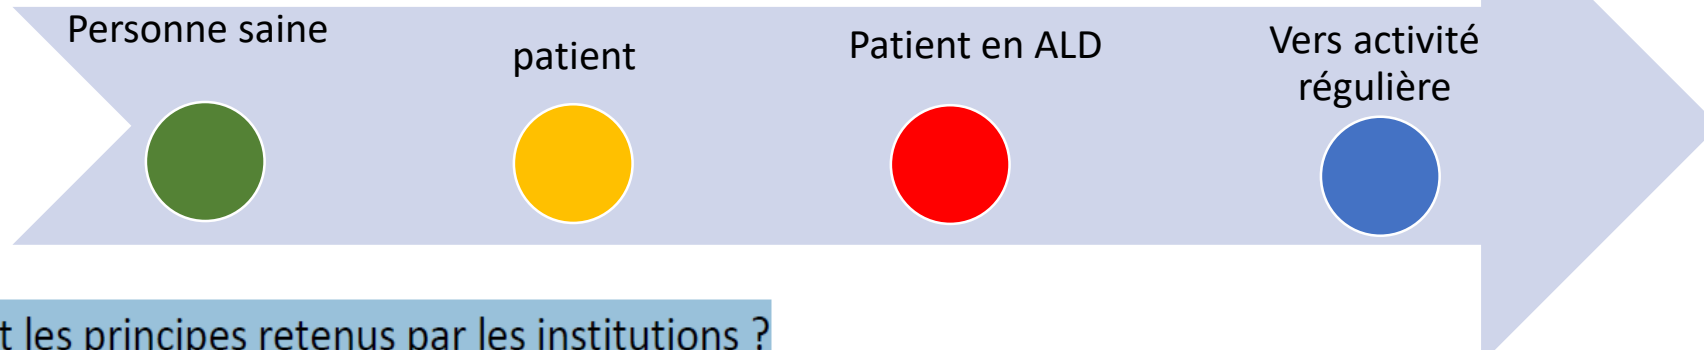 Personne saine
patient
Patient en ALD
Vers activité
régulière
t les principes retenus par les institutions ?